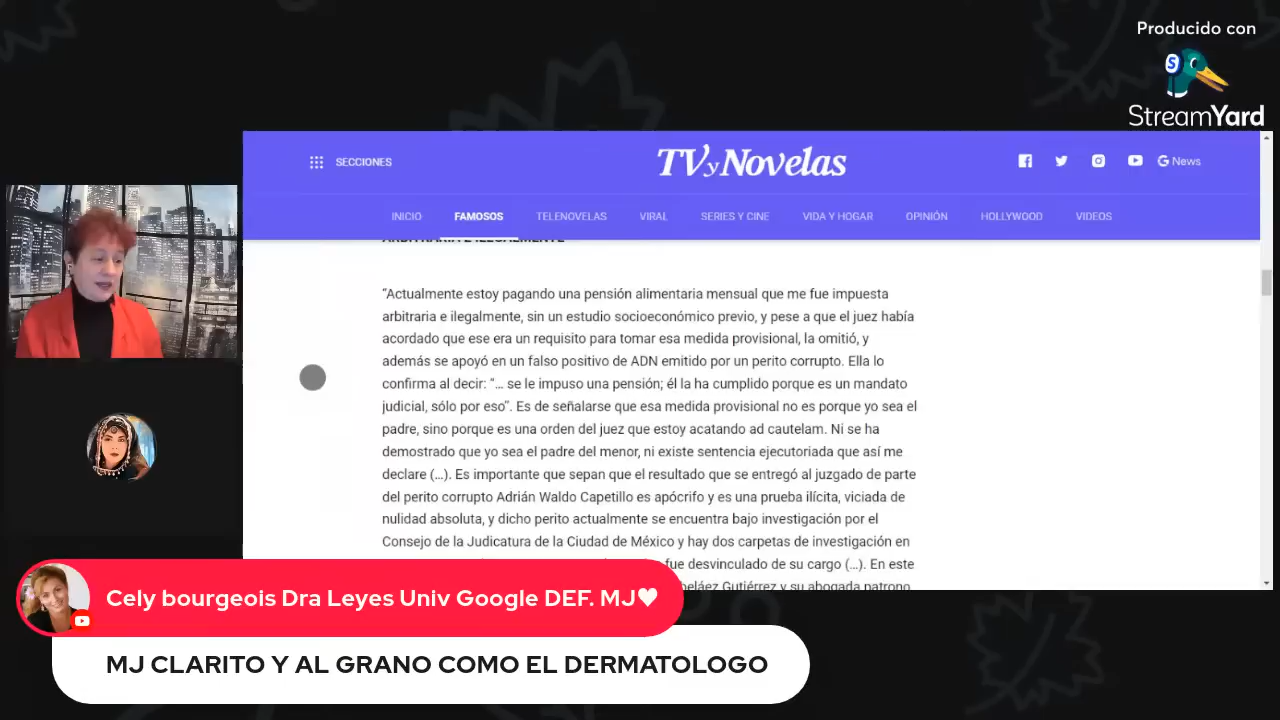 Producido con
StreamYard
SECCIONES
TVyNovelas
G News
INICIO
FAMOSOS
TELENOVELAS
VIRAL
SERIES Y CINE
VIDA Y HOGAR
OPINIÓN
HOLLYWOOD
VIDEOS
ARBITRARIA E ILEGALMENTE
“Actualmente estoy pagando una pensión alimentaria mensual que me fue impuesta
arbitraria e ilegalmente, sin un estudio socioeconómico previo, y pese a que el juez había
acordado que ese era un requisito para tomar esa medida provisional, la omitió, y
además se apoyó en un falso positivo de ADN emitido por un perito corrupto. Ella lo
confirma al decir: “… se le impuso una pensión; él la ha cumplido porque es un mandato
judicial, sólo por eso”. Es de señalarse que esa medida provisional no es porque yo sea el
padre, sino porque es una orden del juez que estoy acatando ad cautelam. Ni se ha
demostrado que yo sea el padre del menor, ni existe sentencia ejecutoriada que así me
declare (…). Es importante que sepan que el resultado que se entregó al juzgado de parte
del perito corrupto Adrián Waldo Capetillo es apócrifo y es una prueba ilícita, viciada de
nulidad absoluta, y dicho perito actualmente se encuentra bajo investigación por el
Consejo de la Judicatura de la Ciudad de México y hay dos carpetas de investigación en
fue desvinculado de su cargo (…). En este
Gutiérrez y su abogada patrono
Cely bourgeois Dra Leyes Univ Google DEF. MJ♥
MJ CLARITO Y AL GRANO COMO EL DERMATOLOGO